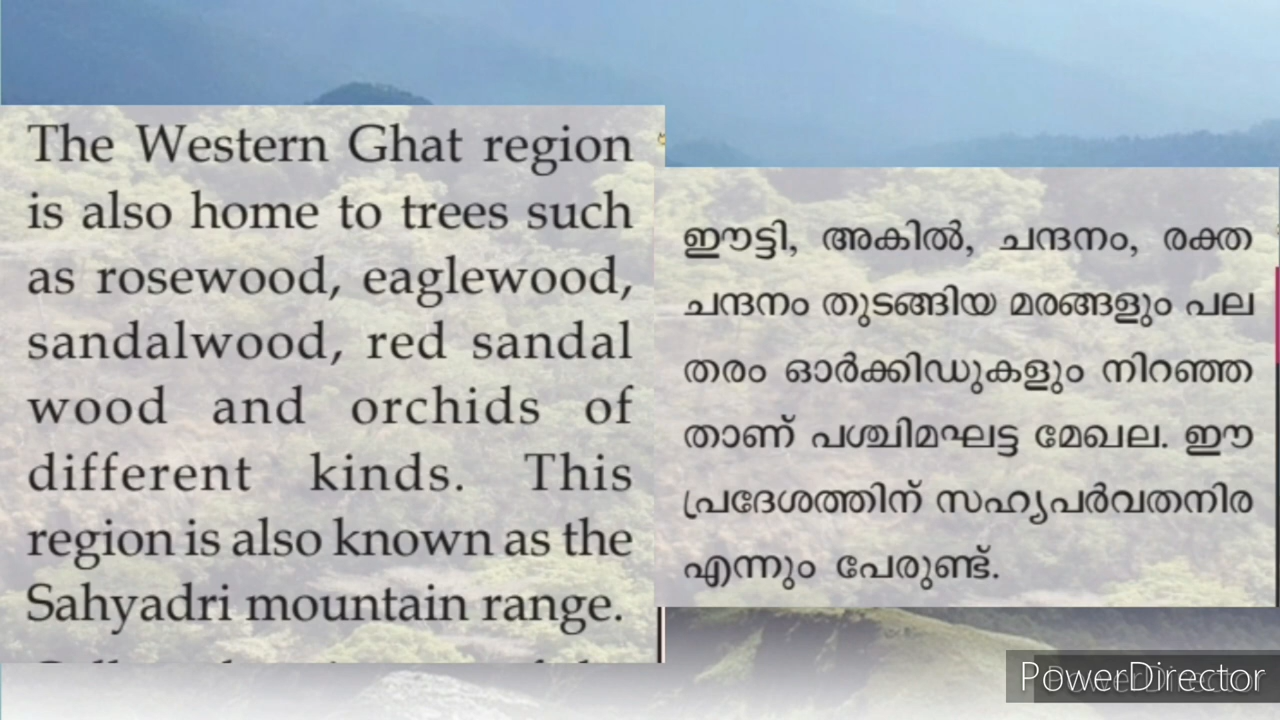 The Western Ghat region
is also home to trees such
as rosewood, eaglewood,
sandalwood, red sandal
wood and orchids of
different kinds. This
region is also known as the
Sahyadri mountain range.
ഈട്ടി, അകിൽ, ചന്ദനം, രക്ത
ചന്ദനം തുടങ്ങിയ മരങ്ങളും പല
തരം ഓർക്കിഡുകളും നിറഞ്ഞ
താണ് പശ്ചിമഘട്ട മേഖല. ഈ
പ്രദേശത്തിന് സഹ്യപർവതനിര
എന്നും പേരുണ്ട്.
PowerDirector